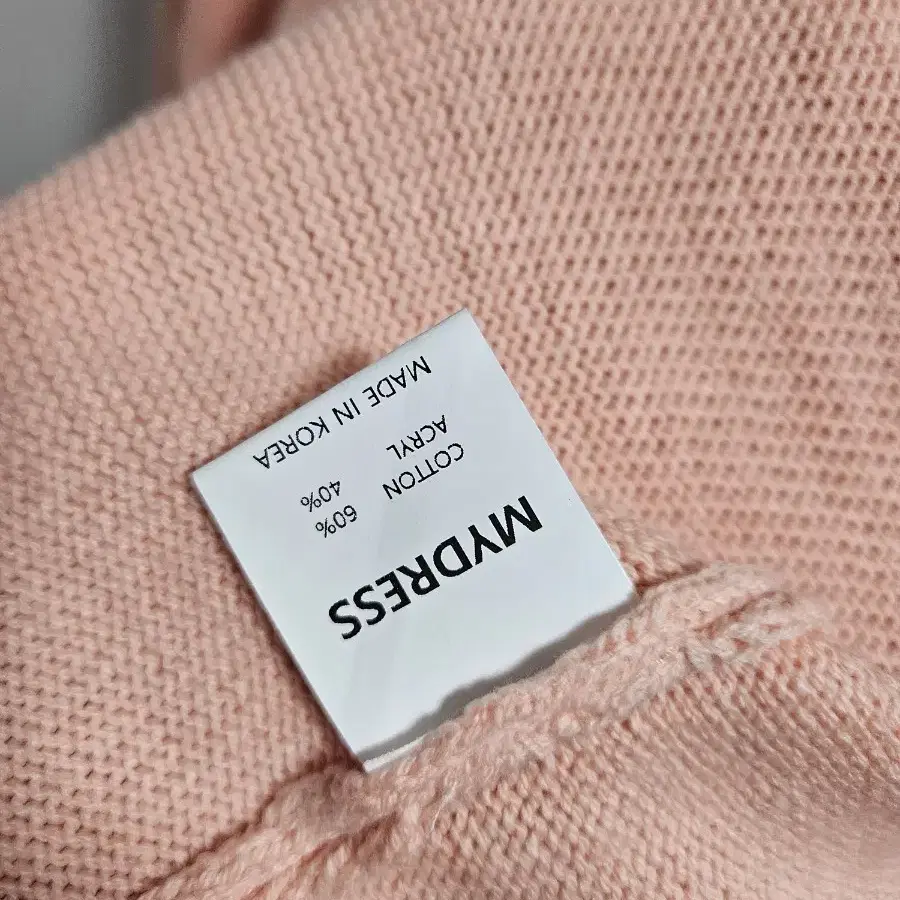 MYDRESS
COTTON 60%
ACRYL 40%
MADE IN KOREA